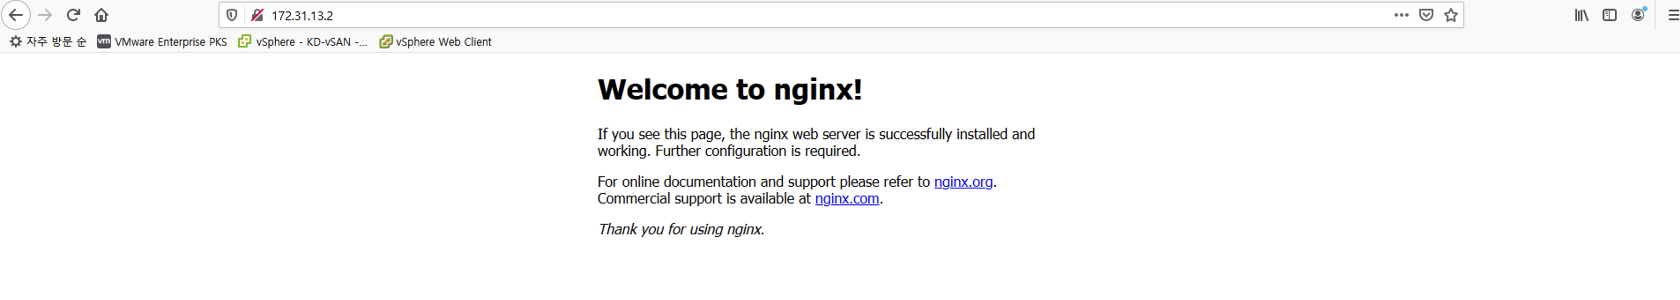 172.31.13.2
자주 방문 순 vm VMware Enterprise PKS vSphere - KD-vSAN -... vSphere Web Client
Welcome to nginx!
If you see this page, the nginx web server is successfully installed and
working. Further configuration is required.
For online documentation and support please refer to nginx.org.
Commercial support is available at nginx.com.
Thank you for using nginx.